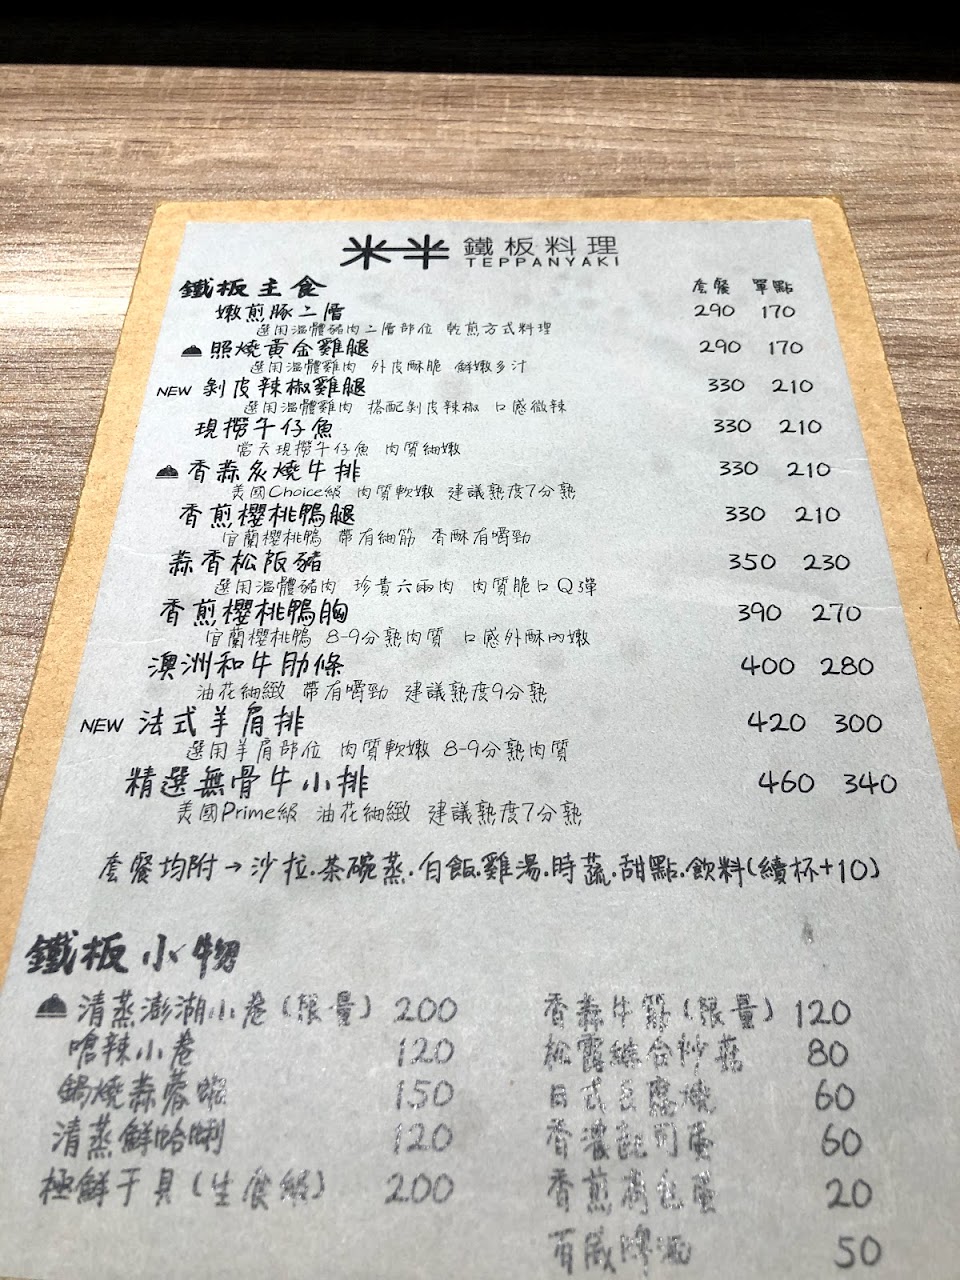 米半 鐵板料理
TEPPANYAKI
鐵板主食 套餐 單點
嫩煎豚二層 290 170
選用溫體豬肉二層部位 乾煎方式料理
照燒黃金雞腿 290 170
選用溫體雞肉 外皮酥脆 鮮嫩多汁
NEW 剝皮辣椒雞腿 330 210
選用溫體雞肉 搭配剝皮辣椒 口感微辣
現撈午仔魚 330 210
當天現撈午仔魚 肉質細嫩
香蒜炙燒牛排 330 210
美國Choice級 肉質軟嫩 建議熟度7分熟
香煎櫻桃鴨腿 330 210
宜蘭櫻桃鴨 帶有細筋 香酥有嚼勁
蒜香松阪豬 350 230
選用溫體豬肉 珍貴六兩肉 肉質脆口Q彈
香煎櫻桃鴨胸 390 270
宜蘭櫻桃鴨 8-9分熟肉質 口感外酥內嫩
澳洲和牛肋條 400 280
油花細緻 帶有嚼勁 建議熟度9分熟
NEW 法式羊肩排 420 300
選用羊肩部位 肉質軟嫩 8-9分熟肉質
精選無骨牛小排 460 340
美國Prime級 油花細緻 建議熟度7分熟
套餐均附→沙拉.茶碗蒸.白飯.雞湯.時蔬.甜點.飲料(續杯+10)
鐵板小物
清蒸澎湖小卷(限量) 200
嗆辣小卷 120
鍋燒蒜蓉蝦 150
清蒸鮮蛤蜊 120
極鮮干貝(生食級) 200
香蒜牛筋(限量) 120
松露綜合炒菇 80
日式豆腐燒 60
香濃起司蛋 60
香煎荷包蛋 20
百威啤酒 50